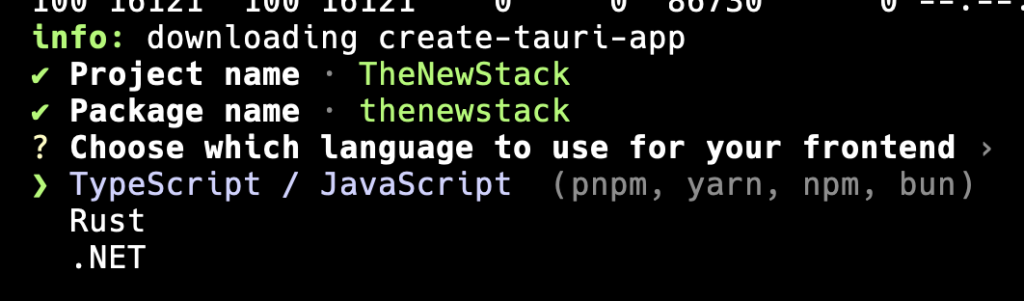 100 16121  100 16121    0     0  86730      0 --:--
info: downloading create-tauri-app
✔ Project name · TheNewStack
✔ Package name · thenewstack
? Choose which language to use for your frontend ›
❯ TypeScript / JavaScript  (pnpm, yarn, npm, bun)
Rust
.NET